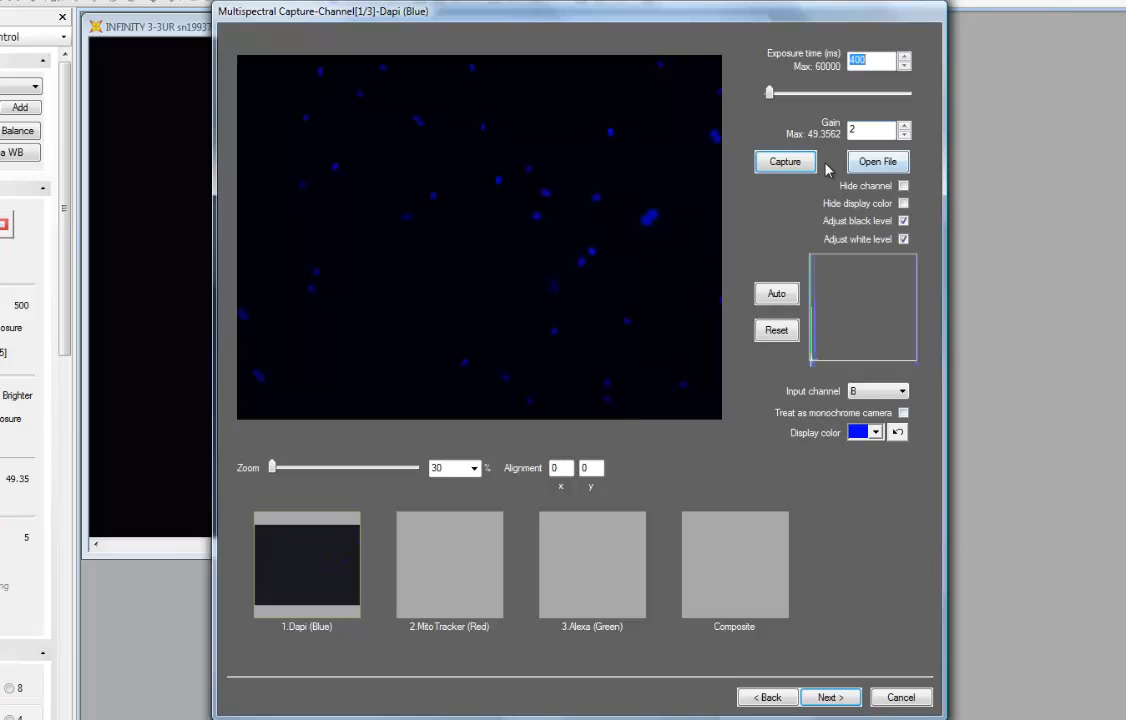 Multispectral Capture-Channel[1/3]-Dapi (Blue)
INFINITY 3-3UR sn19937
ntrol
Add
Balance
a WB
500
osure
5]
Brighter
osure
49.35
5
ng
8
4
Exposure time (ms)
Max: 60000
400
Gain
Max: 49.3562
2
Capture
Open File
Hide channel
Hide display color
Adjust black level
Adjust white level
Auto
Reset
Input channel
B
Treat as monochrome camera
Display color
Zoom
30
%
Alignment
0
0
x
y
1.Dapi (Blue)
2.MitoTracker (Red)
3.Alexa (Green)
Composite
< Back
Next >
Cancel